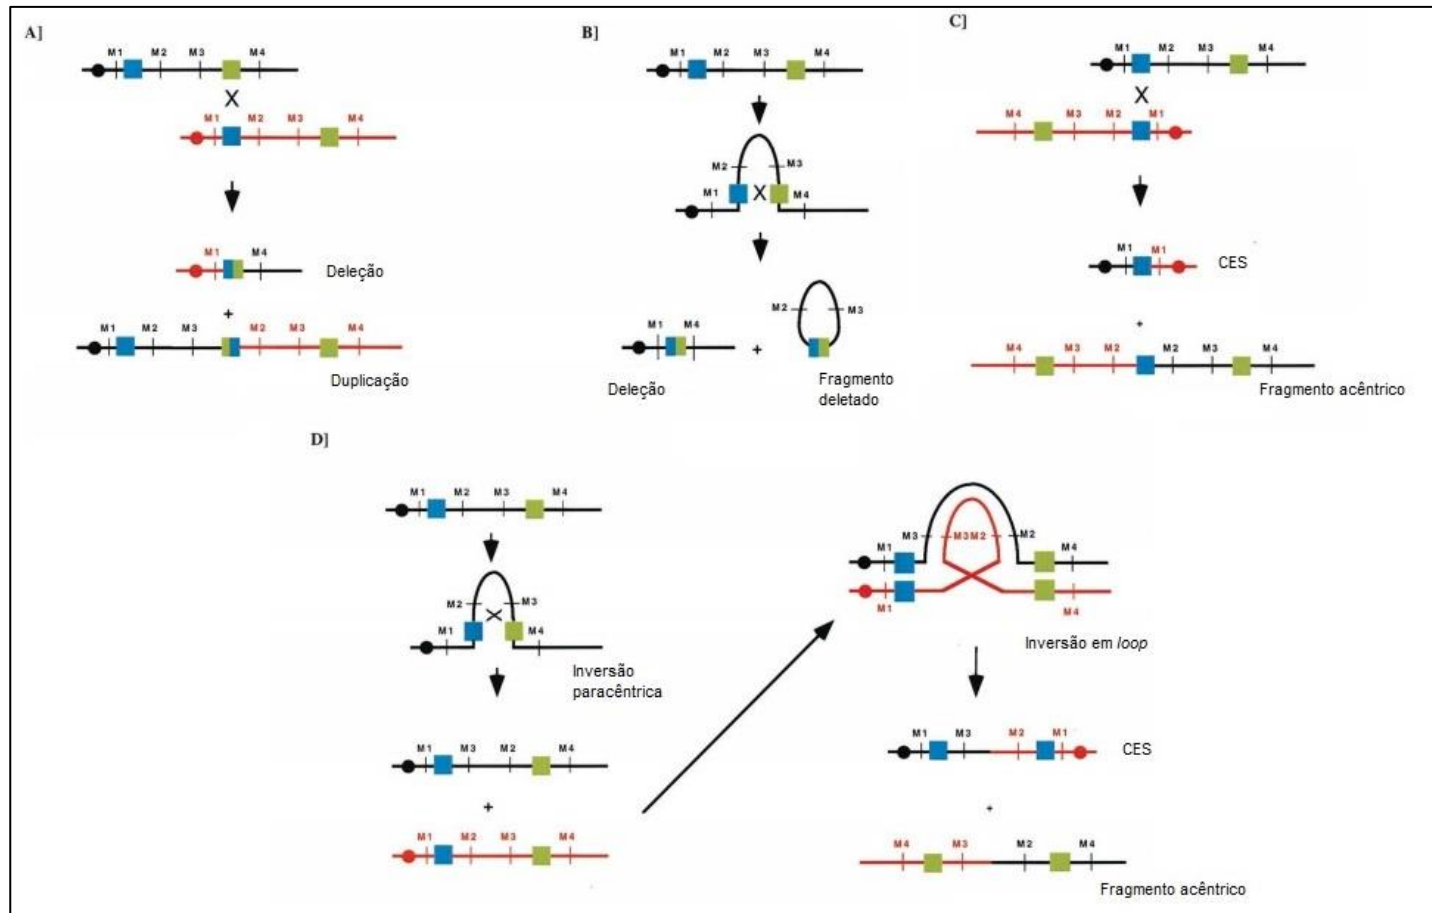 A]
M1 M2 M3 M4
X
M1 M2 M3 M4
M1 M4
Deleção
+
M1 M2 M3 M2 M3 M4
Duplicação
B]
M1 M2 M3 M4
M2 M3
M1 X M4
M2 M3
M1 M4
+
Deleção
Fragmento
deletado
C]
M1 M2 M3 M4
X
M4 M3 M2 M1
M1 M1
CES
+
M4 M3 M2 M2 M3 M4
Fragmento acêntrico
D]
M1 M2 M3 M4
M2 M3
X
M1 M4
Inversão
paracêntrica
M1 M3 M2 M4
+
M1 M2 M3 M4
M3 M3 M2 M2
M1 M4
M1 M4
Inversão em loop
M1 M3 M2 M1
CES
+
M4 M3 M2 M4
Fragmento acêntrico